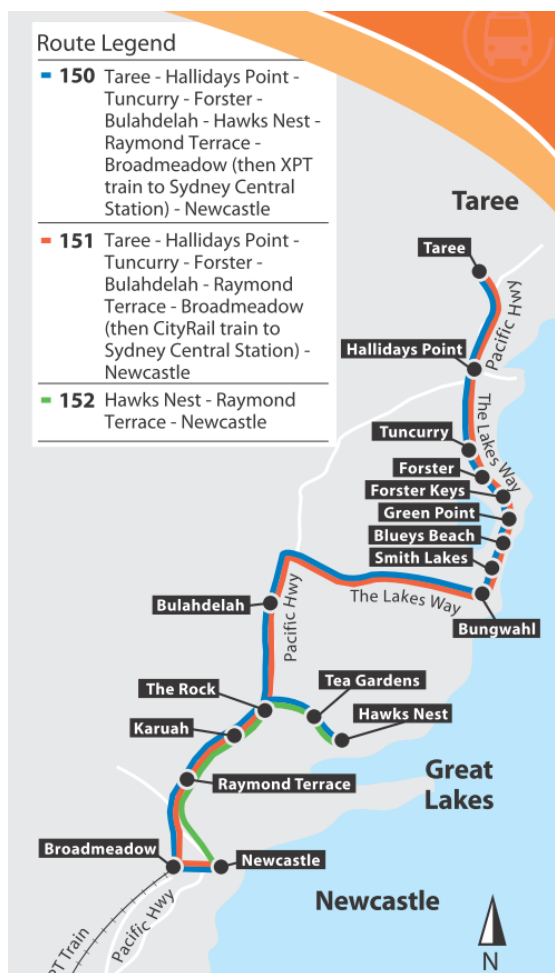 Route Legend
150 Taree - Hallidays Point -
Tuncurry - Forster -
Bulahdelah - Hawks Nest -
Raymond Terrace -
Broadmeadow (then XPT
train to Sydney Central
Station) - Newcastle
151 Taree - Hallidays Point -
Tuncurry - Forster -
Bulahdelah - Raymond
Terrace - Broadmeadow
(then CityRail train to
Sydney Central Station) -
Newcastle
152 Hawks Nest - Raymond
Terrace - Newcastle
Taree
Taree
Pacific Hwy
Hallidays Point
The Lakes Way
Tuncurry
Forster
Forster Keys
Green Point
Blueys Beach
Smith Lakes
The Lakes Way
Bungwahl
Bulahdelah
Pacific Hwy
The Rock
Tea Gardens
Hawks Nest
Karuah
Raymond Terrace
Great
Lakes
Broadmeadow
Newcastle
Newcastle
Pacific Hwy
PT Train
N